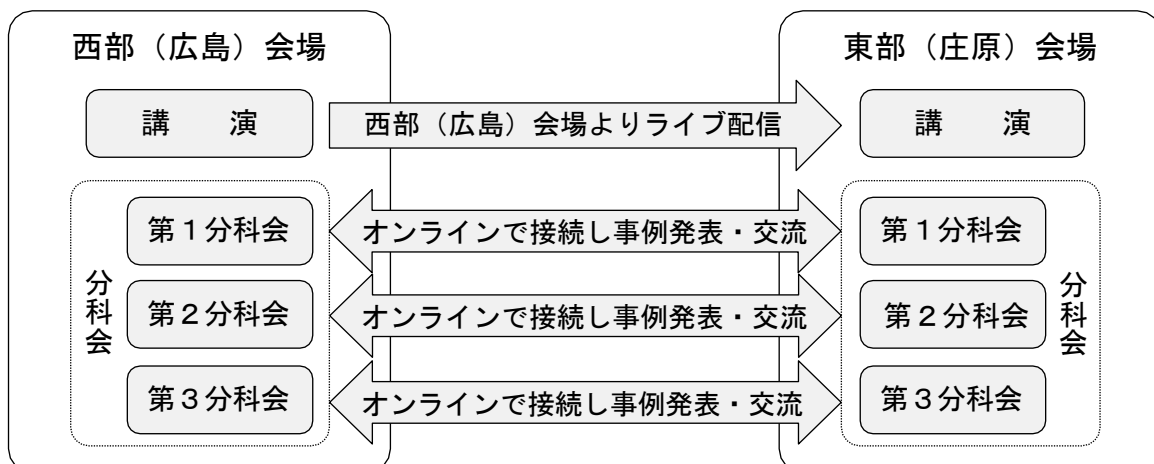 西部（広島）会場
東部（庄原）会場
講　　演
西部（広島）会場よりライブ配信
講　　演
分科会
第１分科会
オンラインで接続し事例発表・交流
第１分科会
第２分科会
オンラインで接続し事例発表・交流
第２分科会
第３分科会
オンラインで接続し事例発表・交流
第３分科会
分科会